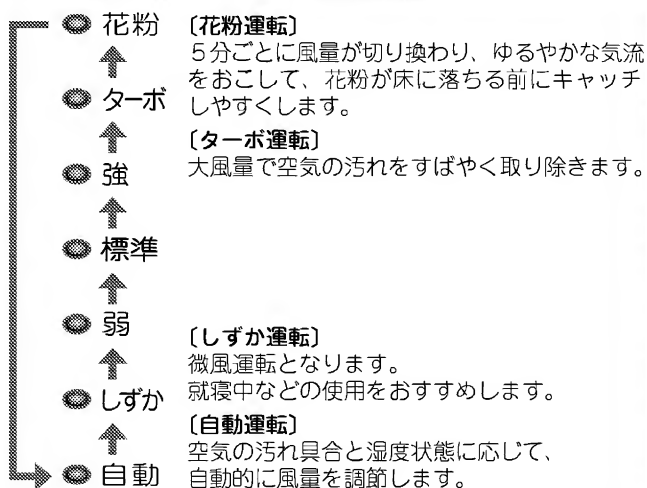 花粉
〔花粉運転〕
5分ごとに風量が切り換わり、ゆるやかな気流
をおこして、花粉が床に落ちる前にキャッチ
しやすくします。
ターボ
〔ターボ運転〕
大風量で空気の汚れをすばやく取り除きます。
強
標準
弱
〔しずか運転〕
微風運転となります。
就寝中などの使用をおすすめします。
しずか
〔自動運転〕
空気の汚れ具合と湿度状態に応じて、
自動的に風量を調節します。
自動